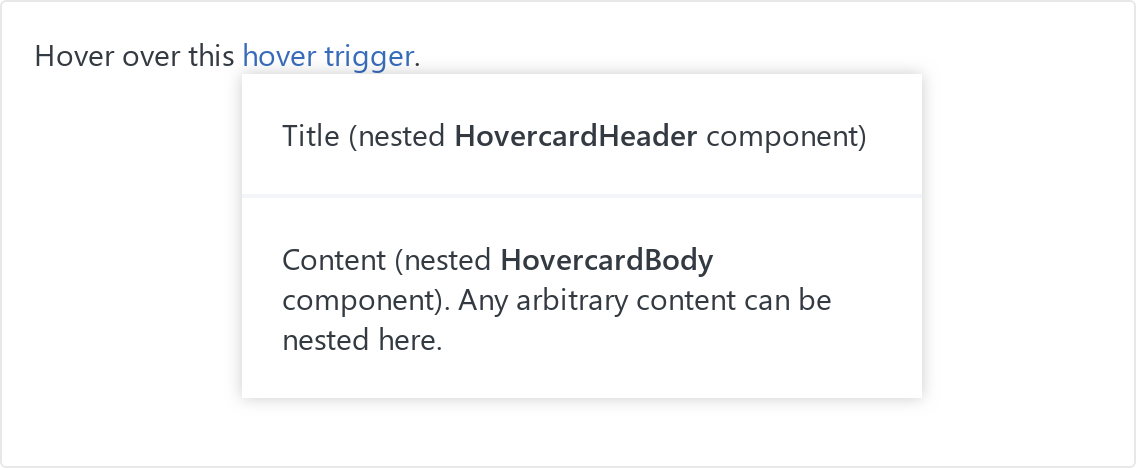 Hover over this hover trigger.
Title (nested HovercardHeader component)
Content (nested HovercardBody
component). Any arbitrary content can be
nested here.